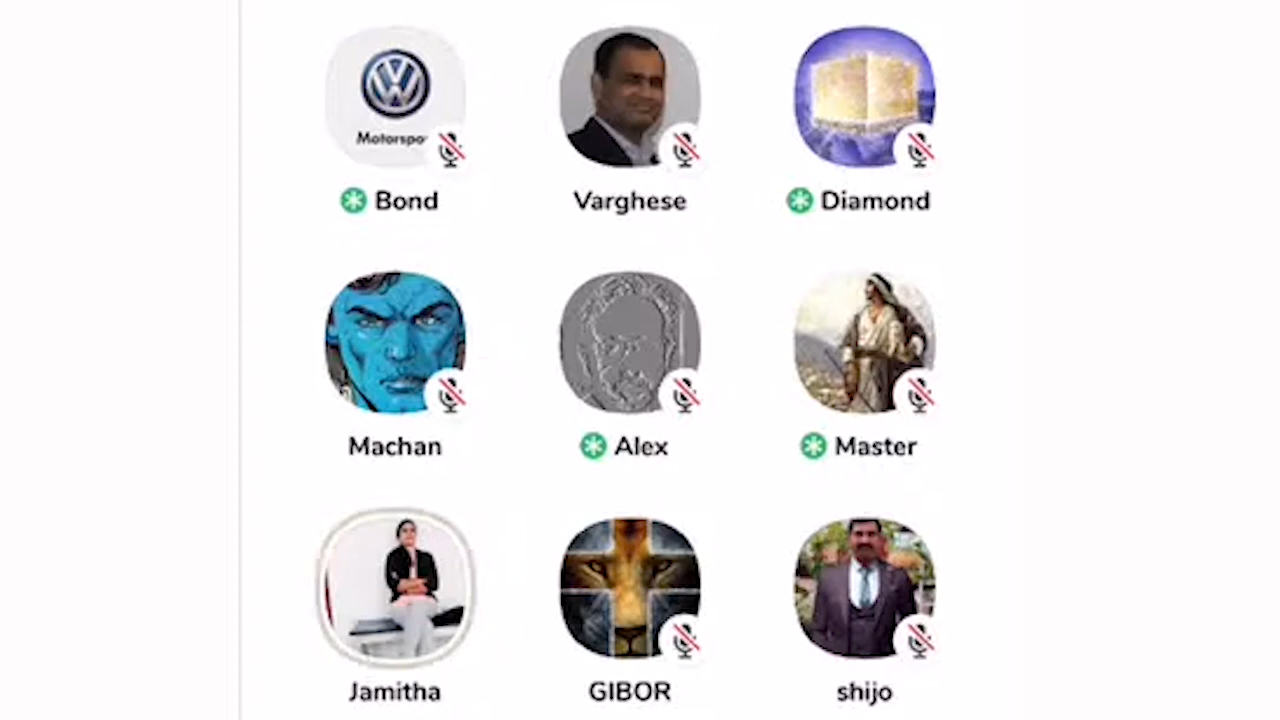 Motorspo
Bond
Varghese
Diamond
Machan
Alex
Master
Jamitha
GIBOR
shijo